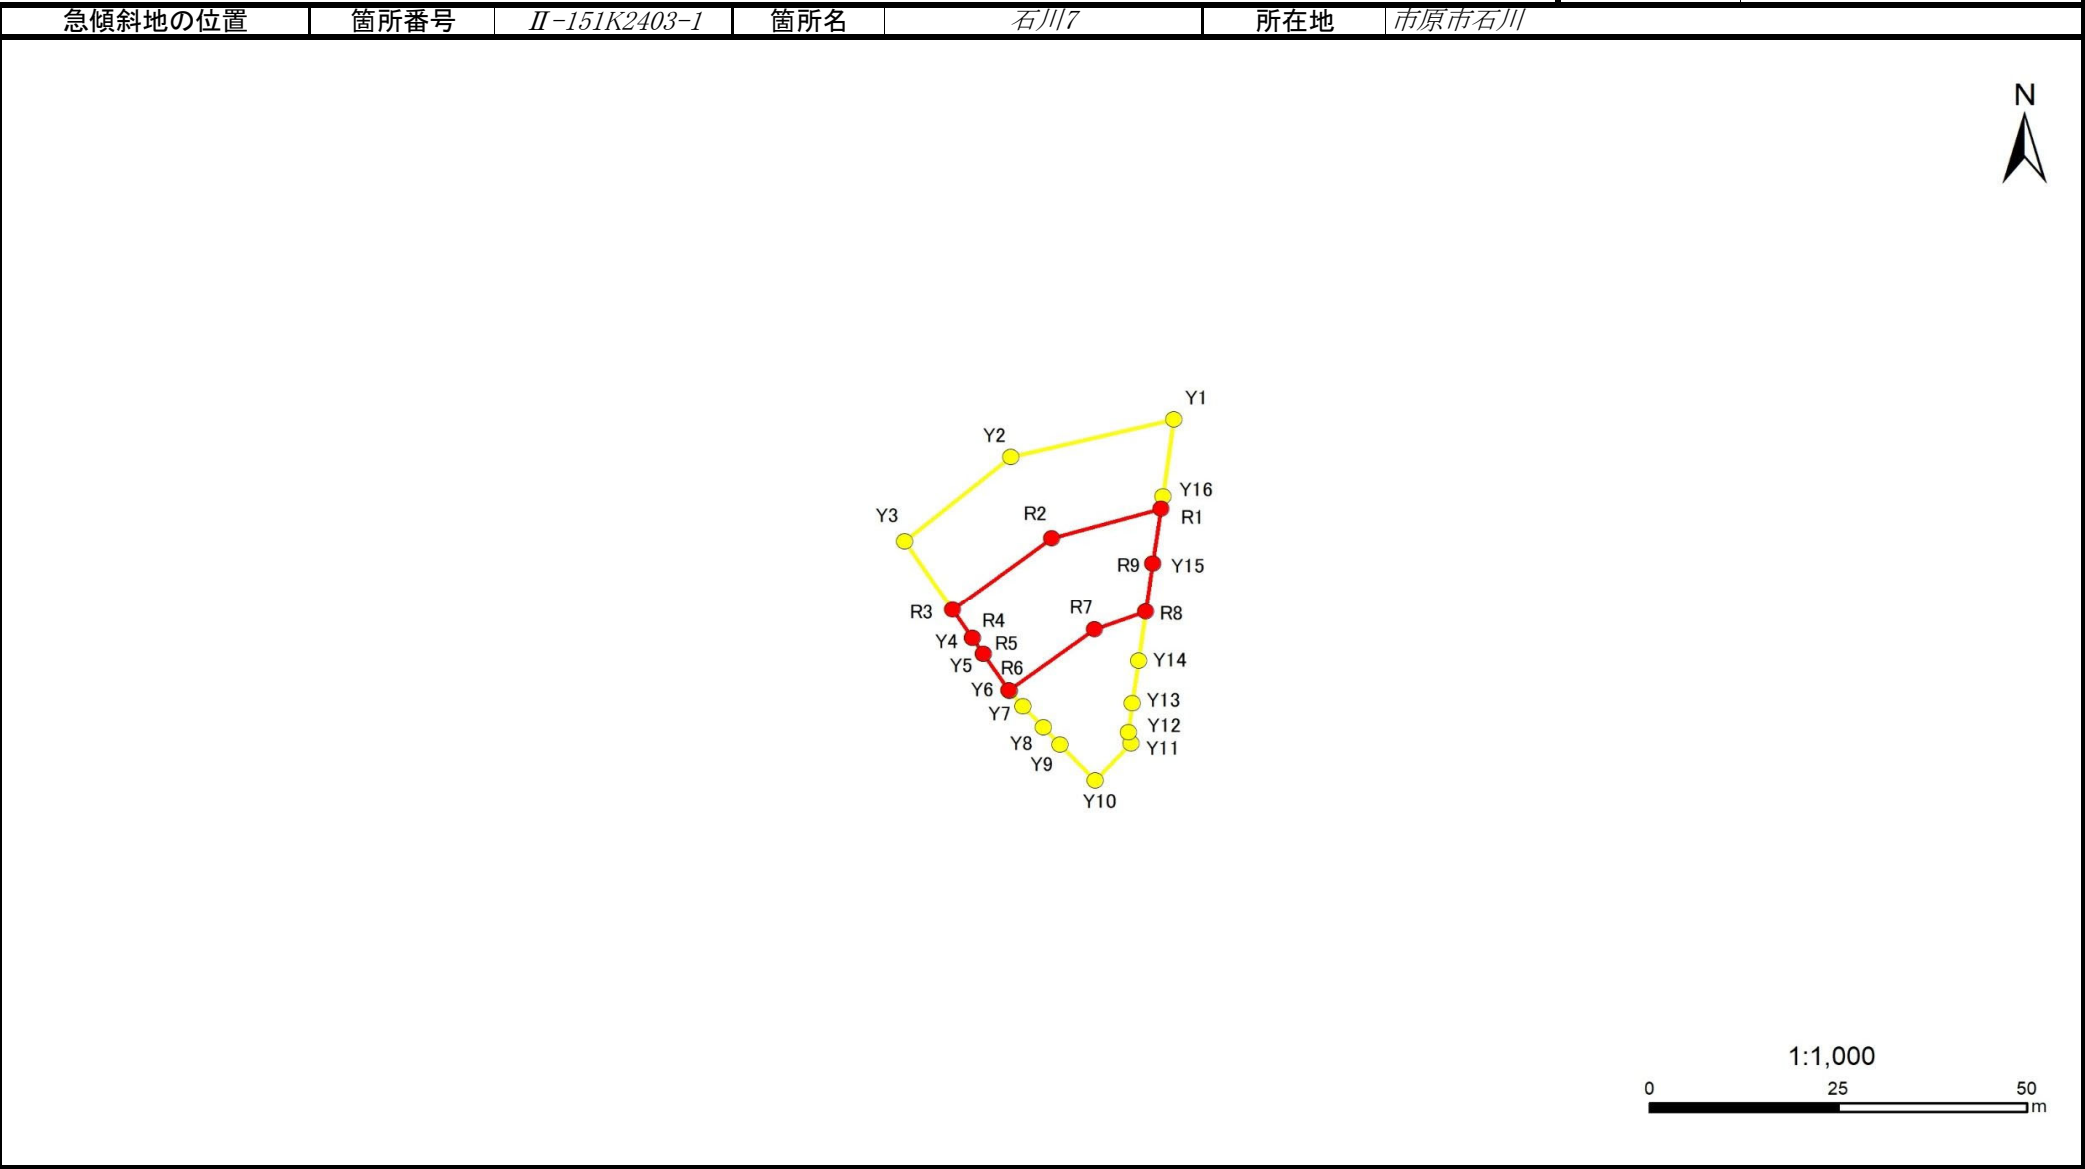 急傾斜地の位置 箇所番号 Ⅱ-151K2403-1 箇所名 石川7 所在地 市原市石川
N
Y1
Y2
Y16
Y3
R2
R1
R9 Y15
R7
R3
R8
R4
Y4
R5
Y5
R6
Y14
Y6
Y13
Y7
Y12
Y8
Y11
Y9
Y10
1:1,000
0 25 50
m